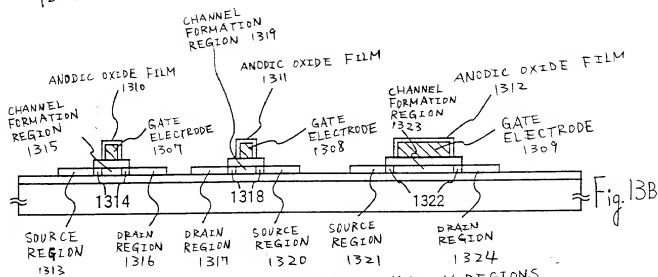 CHANNEL
FORMATION
REGION 1319
ANODIC OXIDE FILM
1310
ANODIC OXIDE FILM
1311
ANODIC OXIDE FILM
1312
CHANNEL
FORMATION
REGION
1315
GATE
ELECTRODE
1307
GATE
ELECTRODE
1308
CHANNEL
FORMATION
REGION
1323
GATE
ELECTRODE
1309
1314
1318
1322
Fig. 13B
SOURCE
REGION
1313
DRAIN
REGION
1316
DRAIN
REGION
1317
SOURCE
REGION
1320
SOURCE
REGION
1321
DRAIN
REGION
1324
REGIONS